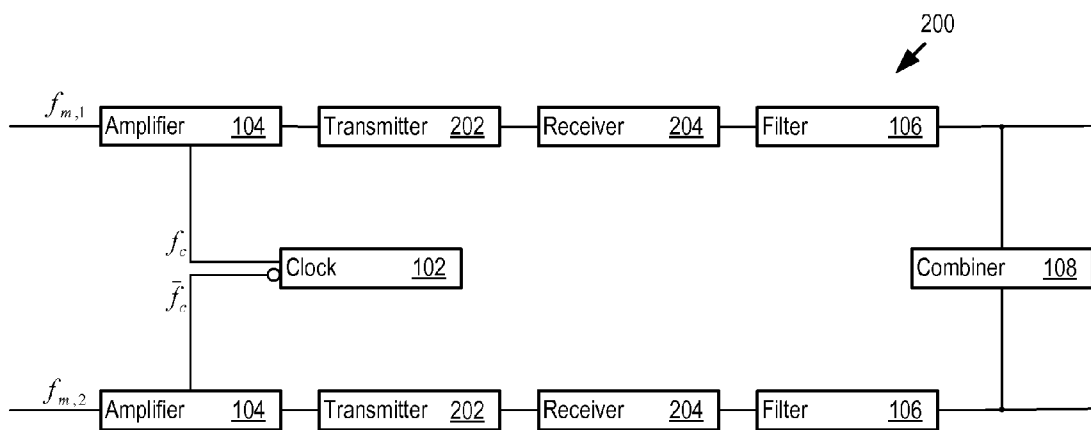 200
f_{m,1}
Amplifier 104 Transmitter 202 Receiver 204 Filter 106
f_c
Clock 102 Combiner 108
\bar{f}_c
f_{m,2}
Amplifier 104 Transmitter 202 Receiver 204 Filter 106